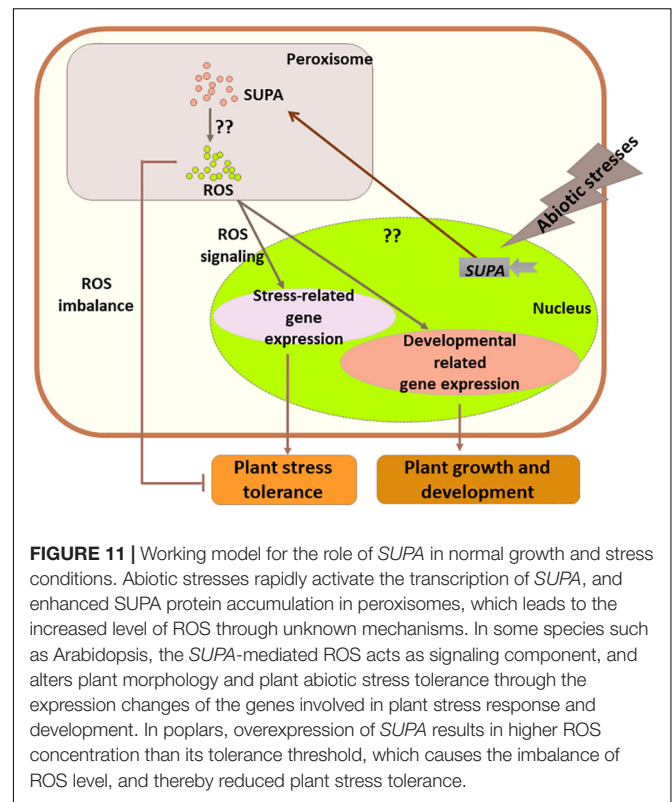 Peroxisome
SUPA
??
ROS
Abiotic stresses
ROS
signaling
??
SUPA
ROS
imbalance
Stress-related
gene
expression
Nucleus
Developmental
related
gene expression
Plant stress
tolerance
Plant growth and
development
FIGURE 11 | Working model for the role of SUPA in normal growth and stress
conditions. Abiotic stresses rapidly activate the transcription of SUPA, and
enhanced SUPA protein accumulation in peroxisomes, which leads to the
increased level of ROS through unknown mechanisms. In some species such
as Arabidopsis, the SUPA-mediated ROS acts as signaling component, and
alters plant morphology and plant abiotic stress tolerance through the
expression changes of the genes involved in plant stress response and
development. In poplars, overexpression of SUPA results in higher ROS
concentration than its tolerance threshold, which causes the imbalance of
ROS level, and thereby reduced plant stress tolerance.